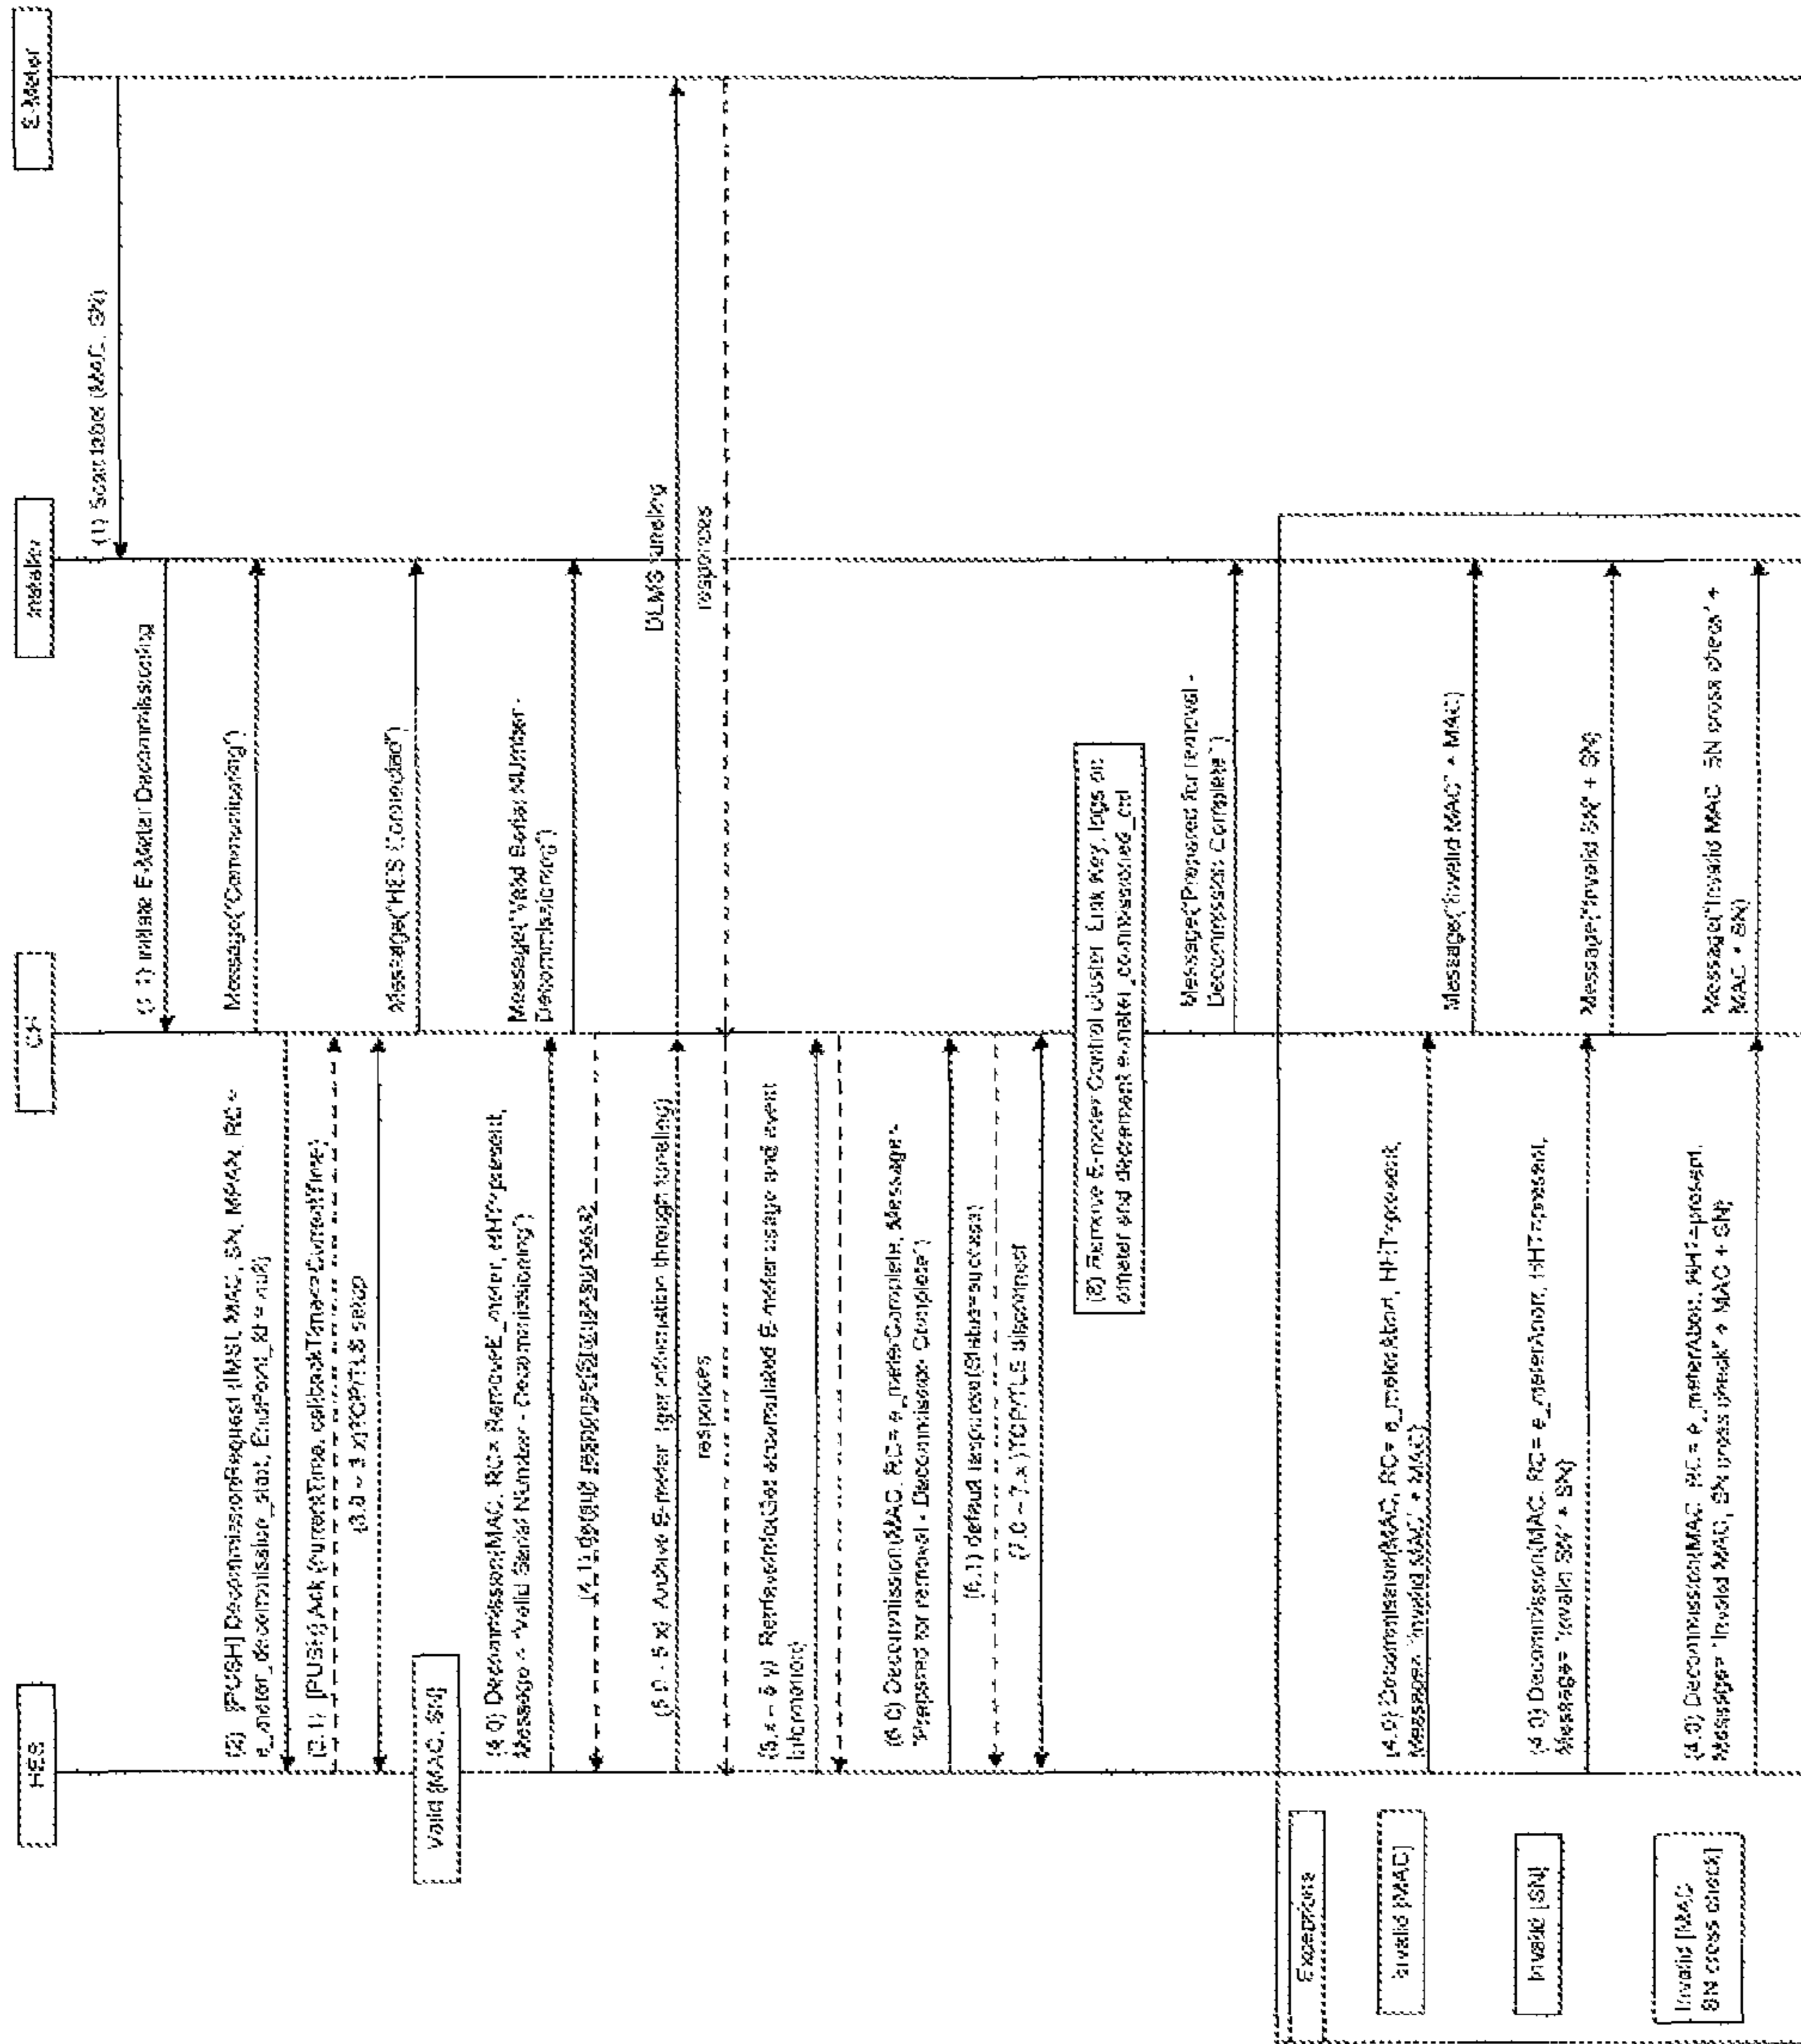 HES
CH
Installer
E-Meter
(1) Scan label (MAC, SN)
(1.1) Initiate E-Meter Decommissioning
(2) [PUSH] DecommissionRequest (IMSI, MAC, SN, MPAN, RC =
e_meter_decommission_start, EndPoint_Id = null)
Message("Communicating")
(2.1) [PUSH] Ack (currentTime, callbackTime=CurrentTime)
(3.0 ~ 3.x)TCP/TLS setup
Message("HES Connected")
Valid [MAC, SN]
(4.0) Decommission(MAC, RC= RemoveE_meter, HHT?=present,
Message = "Valid Serial Number - Decommissioning")
Message("Valid Serial NUmber -
Decommissioning")
(4.1) default response(Status=success)
(5.0 - 5.x) Archive E-meter information through tunneling)
DLMS tunneling
responses
responses
(5.x – 5.y) RetrieveInfo(Get accumulated E-meter usage and event
information)
(6.0) Decommission(MAC, RC= e_meterComplete, Message=
"Prepared for removal - Decommission Complete")
(6.1) default response(Status=success)
(7.0 ~ 7.x)TCP/TLS disconnect
(8) Remove E-meter Control cluster Link Key, logs on
emeter and decrement e-meter_commissioned_cnt
Message("Prepared for removal -
Decommission Complete")
Exceptions
Invalid [MAC]
(4.0) Decommission(MAC, RC= e_meterAbort, HHT?=present,
Message= "Invalid MAC" + MAC)
Message("Invalid MAC" + MAC)
Invalid [SN]
(4.0) Decommission(MAC, RC= e_meterAbort, HHT?=present,
Message= "Invalid SN" + SN)
Message("Invalid SN" + SN)
Invalid [MAC
SN cross check]
(4.0) Decommission(MAC, RC= e_meterAbort, HHT?=present,
Message= "Invalid MAC, SN cross check" + MAC + SN)
Message("Invalid MAC, SN cross check" +
MAC + SN)